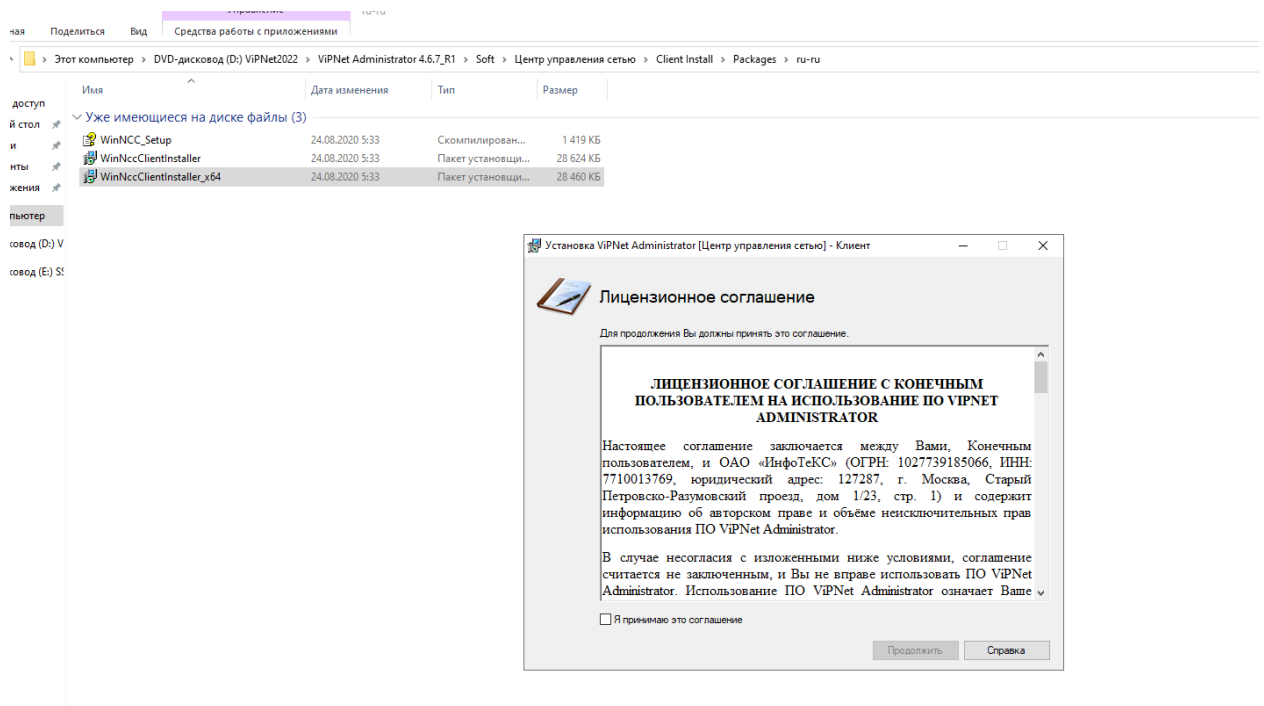 Управление
ru-ru
ная Поделиться Вид Средства работы с приложениями
Этот компьютер › DVD-дисковод (D:) ViPNet2022 › ViPNet Administrator 4.6.7_R1 › Soft › Центр управления сетью › Client Install › Packages › ru-ru
Имя Дата изменения Тип Размер
доступ
й стол
и
нты
жения
пьютер
ковод (D:) V
ковод (E:) SS
Уже имеющиеся на диске файлы (3)
WinNCC_Setup 24.08.2020 5:33 Скомпилирован... 1 419 КБ
WinNccClientInstaller 24.08.2020 5:33 Пакет установщи... 28 624 КБ
WinNccClientInstaller_x64 24.08.2020 5:33 Пакет установщи... 28 460 КБ
Установка ViPNet Administrator [Центр управления сетью] - Клиент
Лицензионное соглашение
Для продолжения Вы должны принять это соглашение.
ЛИЦЕНЗИОННОЕ СОГЛАШЕНИЕ С КОНЕЧНЫМ
ПОЛЬЗОВАТЕЛЕМ НА ИСПОЛЬЗОВАНИЕ ПО VIPNET
ADMINISTRATOR
Настоящее соглашение заключается между Вами, Конечным
пользователем, и ОАО «ИнфоТеКС» (ОГРН: 1027739185066, ИНН:
7710013769, юридический адрес: 127287, г. Москва, Старый
Петровско-Разумовский проезд, дом 1/23, стр. 1) и содержит
информацию об авторском праве и объёме неисключительных прав
использования ПО ViPNet Administrator.
В случае несогласия с изложенными ниже условиями, соглашение
считается не заключенным, и Вы не вправе использовать ПО ViPNet
Administrator. Использование ПО ViPNet Administrator означает Ваше
Я принимаю это соглашение
Продолжить Справка